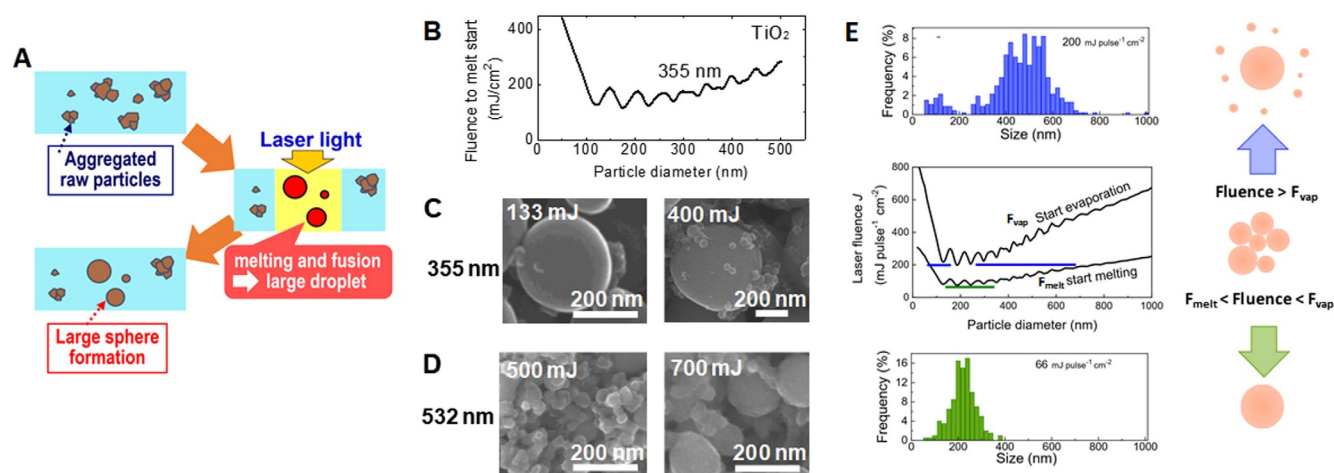 A
Aggregated
raw particles
Laser light
melting and fusion
large droplet
Large sphere
formation
B
Fluence to melt start
(mJ/cm²)
400
200
0
TiO₂
355 nm
0 100 200 300 400 500
Particle diameter (nm)
C
355 nm
133 mJ
200 nm
400 mJ
200 nm
D
532 nm
500 mJ
200 nm
700 mJ
200 nm
E
Frequency (%)
8
6
4
2
0
200 mJ pulse⁻¹ cm⁻²
0 200 400 600 800 1000
Size (nm)
Laser fluence J
(mJ pulse⁻¹ cm⁻²)
800
600
400
200
0
Fvap Start evaporation
Fmelt start melting
0 200 400 600 800 1000
Particle diameter (nm)
Frequency (%)
16
12
8
4
0
66 mJ pulse⁻¹ cm⁻²
0 200 400 600 800 1000
Size (nm)
Fluence > Fvap
Fmelt < Fluence < Fvap